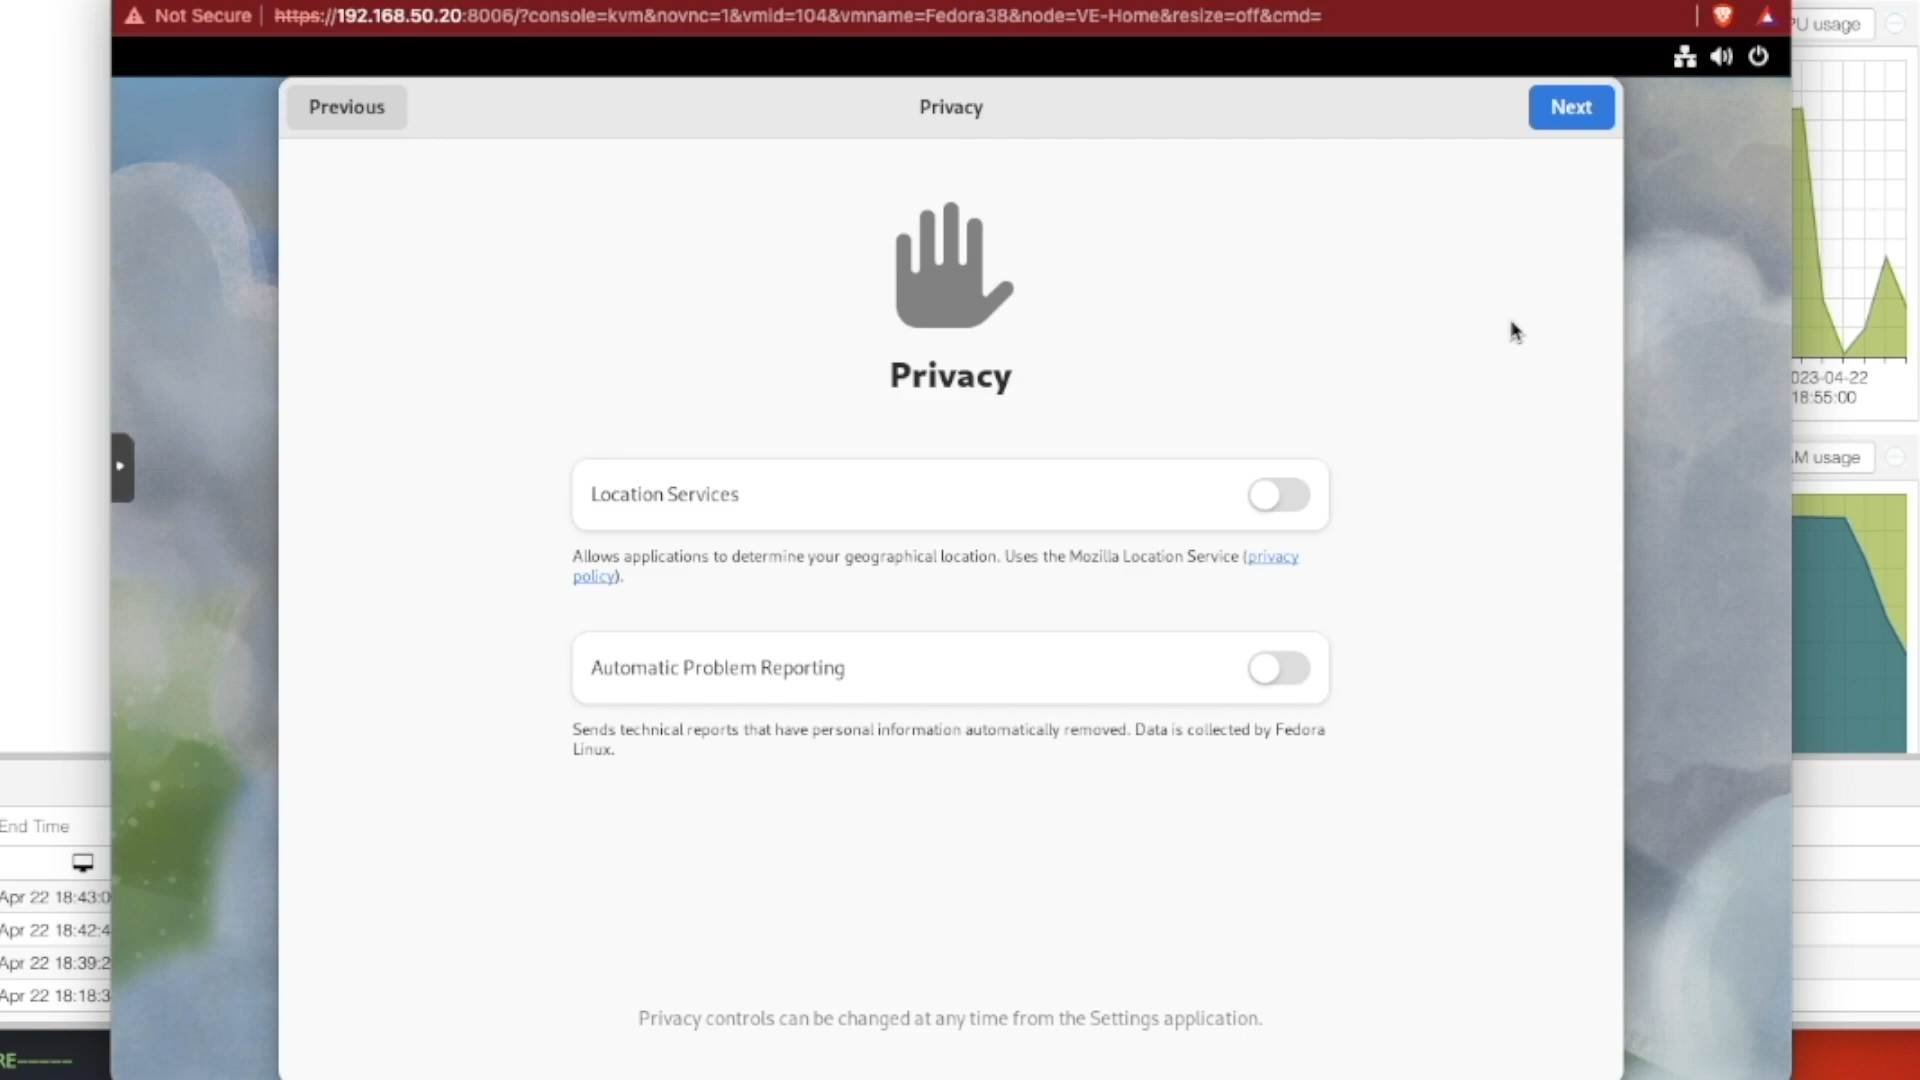 Not Secure
https://192.168.50.20:8006/?console=kvm&novnc=1&vmid=104&vmname=Fedora38&node=VE-Home&resize=off&cmd=
PU usage
Previous
Privacy
Next
Privacy
023-04-22
18:55:00
AM usage
Location Services
Allows applications to determine your geographical location. Uses the Mozilla Location Service (privacy
policy).
Automatic Problem Reporting
Sends technical reports that have personal information automatically removed. Data is collected by Fedora
Linux.
End Time
Apr 22 18:43:0
Apr 22 18:42:4
Apr 22 18:39:2
Apr 22 18:18:3
Privacy controls can be changed at any time from the Settings application.
RE-----